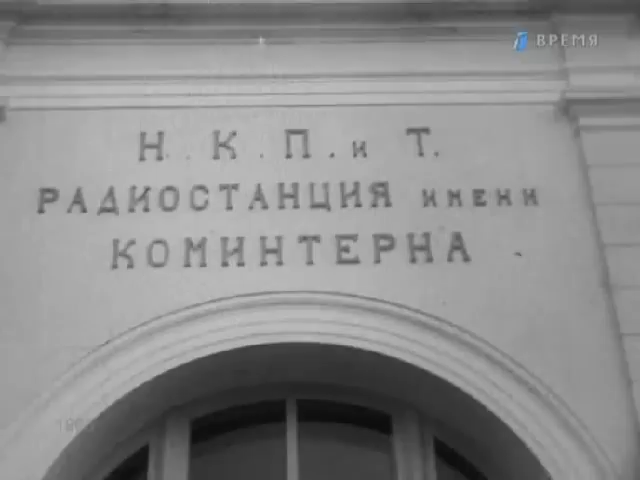 ВРЕМЯ
Н. К. П. и Т.
РАДИОСТАНЦИЯ имени
КОМИНТЕРНА